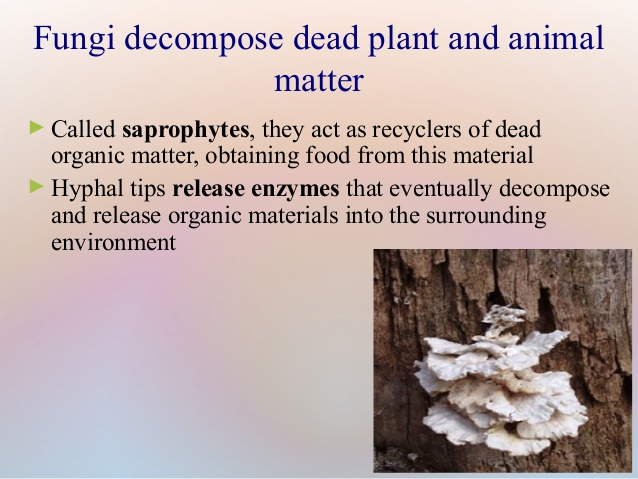 Fungi decompose dead plant and animal
matter
► Called saprophytes, they act as recyclers of dead
organic matter, obtaining food from this material
► Hyphal tips release enzymes that eventually decompose
and release organic materials into the surrounding
environment